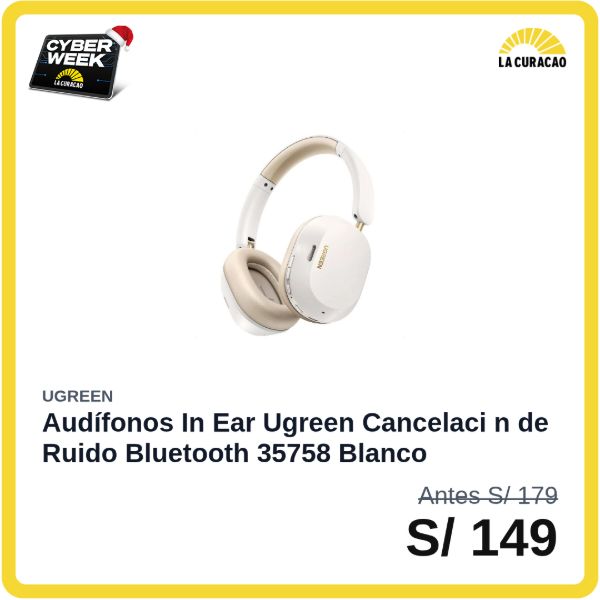 CYBER
WEEK
LA CURACAO
LA CURACAO
UGREEN
UGREEN
Audífonos In Ear Ugreen Cancelaci n de
Ruido Bluetooth 35758 Blanco
Antes S/ 179
S/ 149